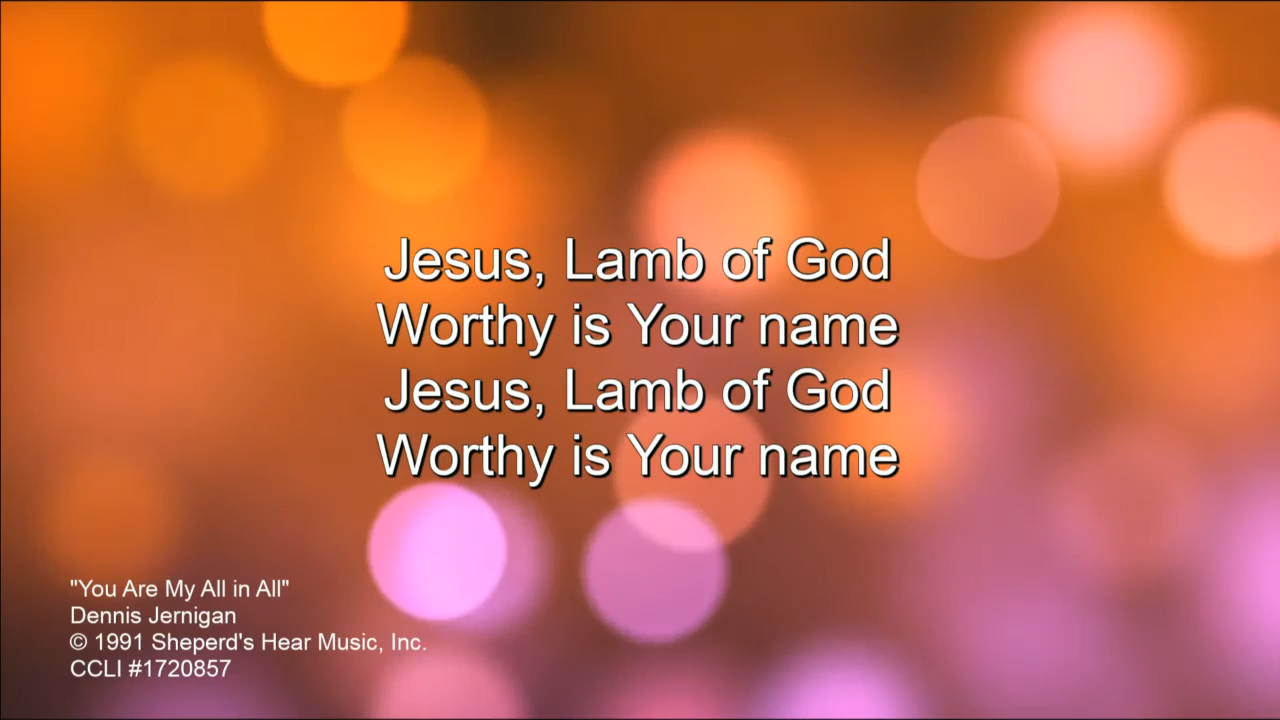 Jesus, Lamb of God
Worthy is Your name
Jesus, Lamb of God
Worthy is Your name
"You Are My All in All"
Dennis Jernigan
© 1991 Sheperd's Hear Music, Inc.
CCLI #1720857